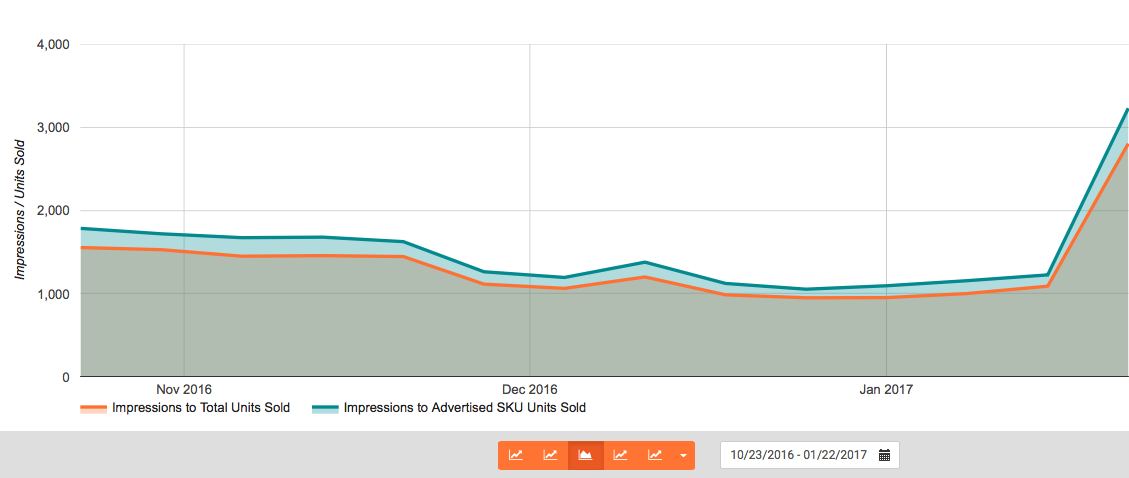 4,000
3,000
2,000
1,000
0
Impressions / Units Sold
Nov 2016 Dec 2016 Jan 2017
Impressions to Total Units Sold Impressions to Advertised SKU Units Sold
10/23/2016 - 01/22/2017